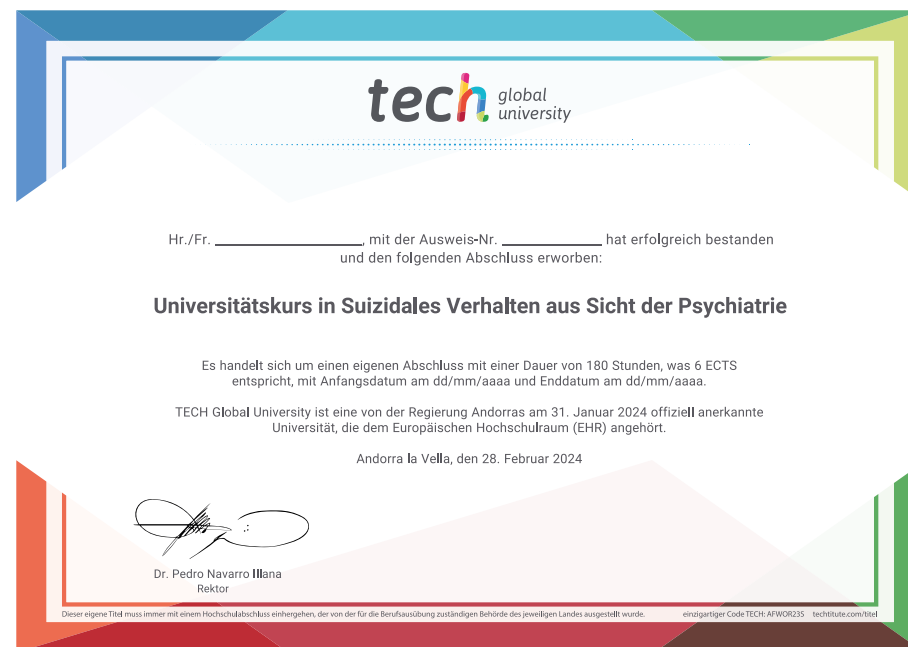 tech global university
Hr./Fr. ____________________, mit der Ausweis-Nr. ______________ hat erfolgreich bestanden
und den folgenden Abschluss erworben:
Universitätskurs in Suizidales Verhalten aus Sicht der Psychiatrie
Es handelt sich um einen eigenen Abschluss mit einer Dauer von 180 Stunden, was 6 ECTS
entspricht, mit Anfangsdatum am dd/mm/aaaa und Enddatum am dd/mm/aaaa.
TECH Global University ist eine von der Regierung Andorras am 31. Januar 2024 offiziell anerkannte
Universität, die dem Europäischen Hochschulraum (EHR) angehört.
Andorra la Vella, den 28. Februar 2024
Dr. Pedro Navarro Illana
Rektor
Dieser eigene Titel muss immer mit einem Hochschulabschluss einhergehen, der von der für die Berufsausübung zuständigen Behörde des jeweiligen Landes ausgestellt wurde. einzigartiger Code TECH: AFWOR23S techtitute.com/titel